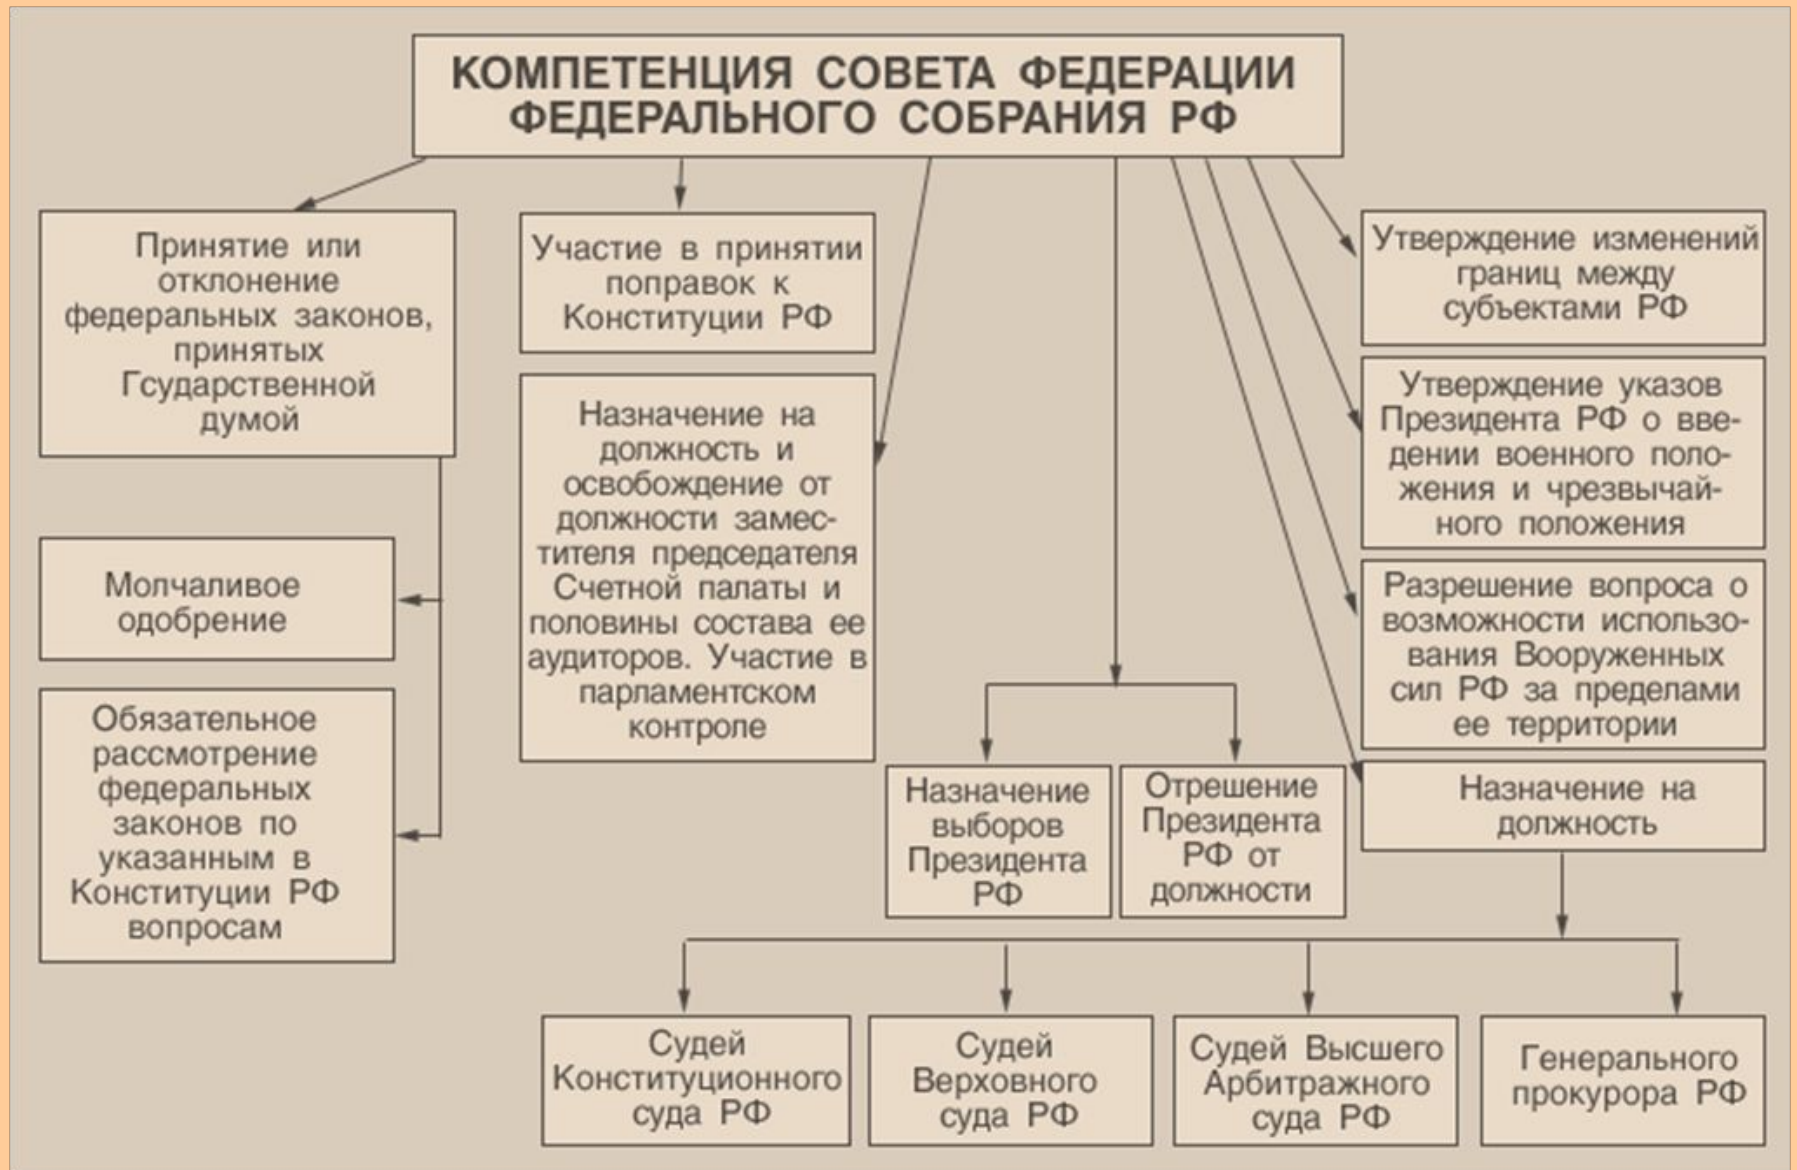 КОМПЕТЕНЦИЯ СОВЕТА ФЕДЕРАЦИИ
ФЕДЕРАЛЬНОГО СОБРАНИЯ РФ
Принятие или
отклонение
федеральных законов,
принятых
Гсударственной
думой
Молчаливое
одобрение
Обязательное
рассмотрение
федеральных
законов по
указанным в
Конституции РФ
вопросам
Участие в принятии
поправок к
Конституции РФ
Назначение на
должность и
освобождение от
должности замес-
тителя председателя
Счетной палаты и
половины состава ее
аудиторов. Участие в
парламентском
контроле
Назначение
выборов
Президента
РФ
Отрешение
Президента
РФ от
должности
Утверждение изменений
границ между
субъектами РФ
Утверждение указов
Президента РФ о вве-
дении военного поло-
жения и чрезвычай-
ного положения
Разрешение вопроса о
возможности использо-
вания Вооруженных
сил РФ за пределами
ее территории
Назначение на
должность
Судей
Конституционного
суда РФ
Судей
Верховного
суда РФ
Судей Высшего
Арбитражного
суда РФ
Генерального
прокурора РФ